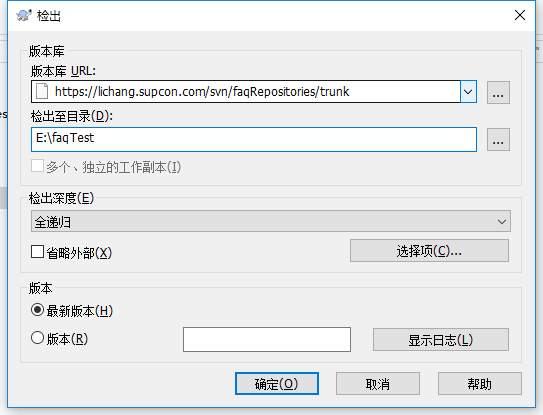 检出
版本库
版本库 URL:
https://lichang.supcon.com/svn/faqRepositories/trunk
...
检出至目录(D):
E:\faqTest
...
多个、独立的工作副本(I)
检出深度(E)
全递归
省略外部(X)
选择项(C)...
版本
最新版本(H)
版本(R)
显示日志(L)
确定(O)
取消
帮助